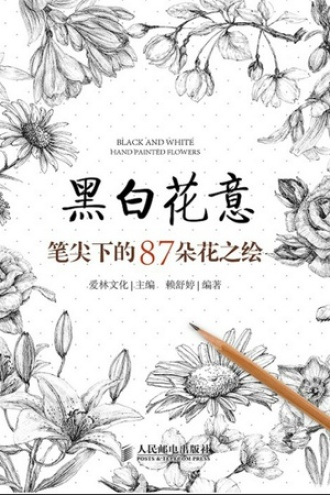 BLACK AND WHITE
HAND PAINTED FLOWERS
黑白花意
笔尖下的87朵花之绘
爱林文化|主编 赖舒婷|编著
人民邮电出版社
POSTS & TELECOM PRESS